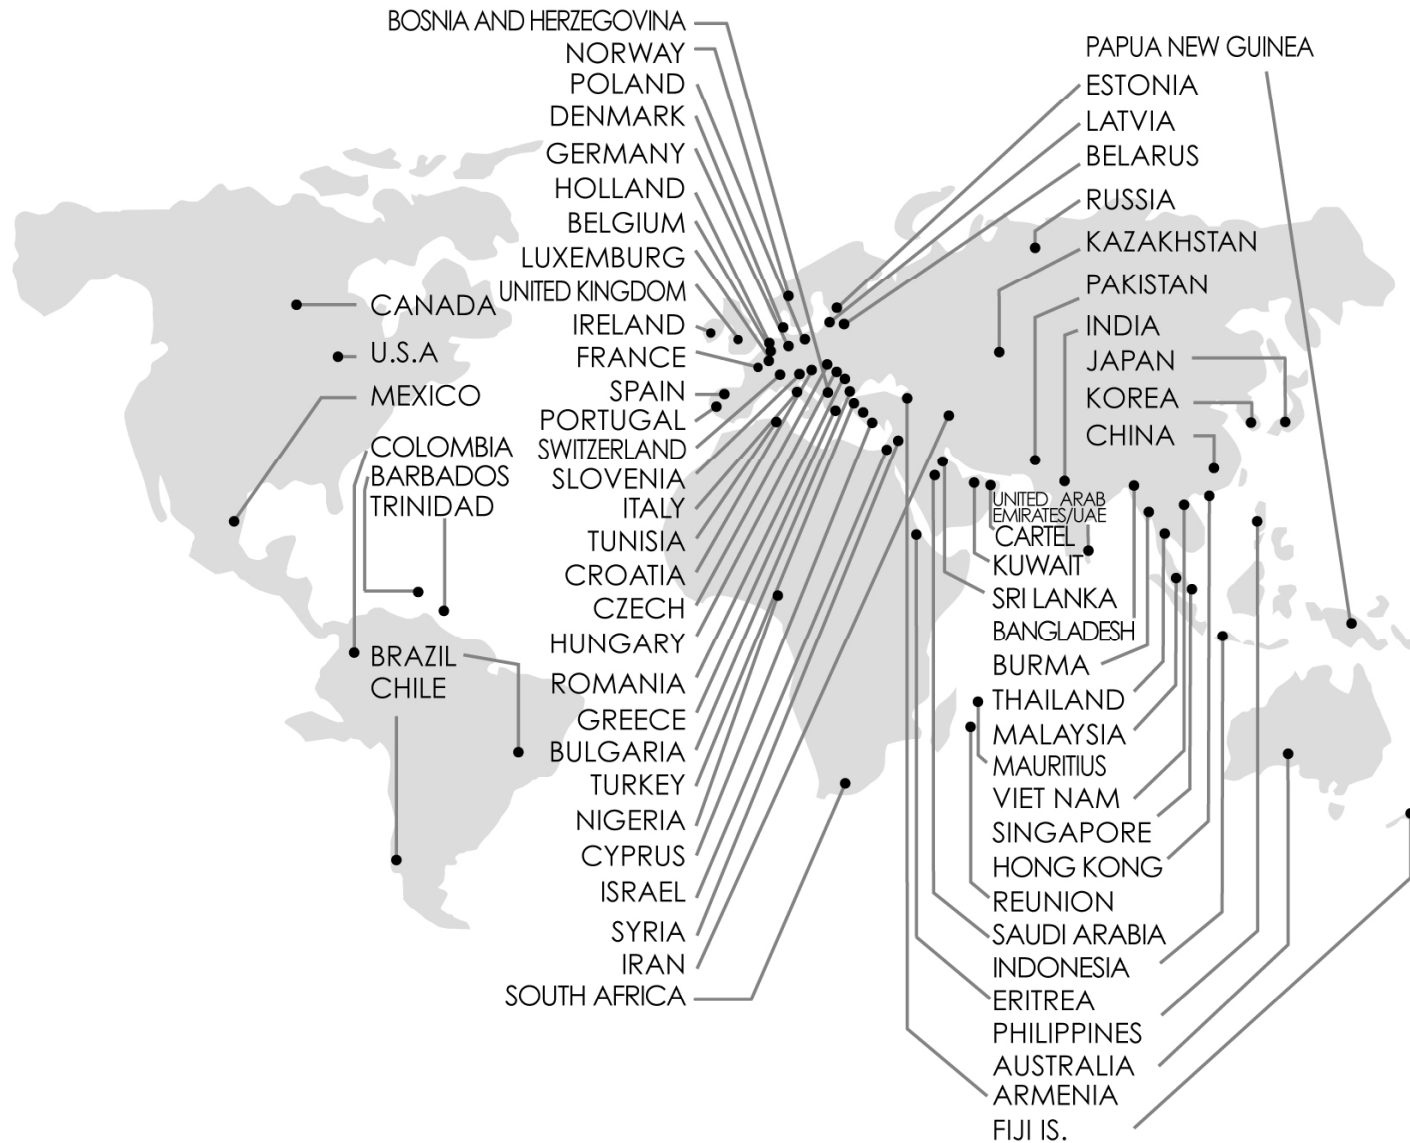 CANADA
U.S.A
MEXICO
COLOMBIA
BARBADOS
TRINIDAD
BRAZIL
CHILE
BOSNIA AND HERZEGOVINA
NORWAY
POLAND
DENMARK
GERMANY
HOLLAND
BELGIUM
LUXEMBURG
UNITED KINGDOM
IRELAND
FRANCE
SPAIN
PORTUGAL
SWITZERLAND
SLOVENIA
ITALY
TUNISIA
CROATIA
CZECH
HUNGARY
ROMANIA
GREECE
BULGARIA
TURKEY
NIGERIA
CYPRUS
ISRAEL
SYRIA
IRAN
SOUTH AFRICA
PAPUA NEW GUINEA
ESTONIA
LATVIA
BELARUS
RUSSIA
KAZAKHSTAN
PAKISTAN
INDIA
JAPAN
KOREA
CHINA
UNITED ARAB
EMIRATES/UAE
CARTEL
KUWAIT
SRI LANKA
BANGLADESH
BURMA
THAILAND
MALAYSIA
MAURITIUS
VIET NAM
SINGAPORE
HONG KONG
REUNION
SAUDI ARABIA
INDONESIA
ERITREA
PHILIPPINES
AUSTRALIA
ARMENIA
FIJI IS.